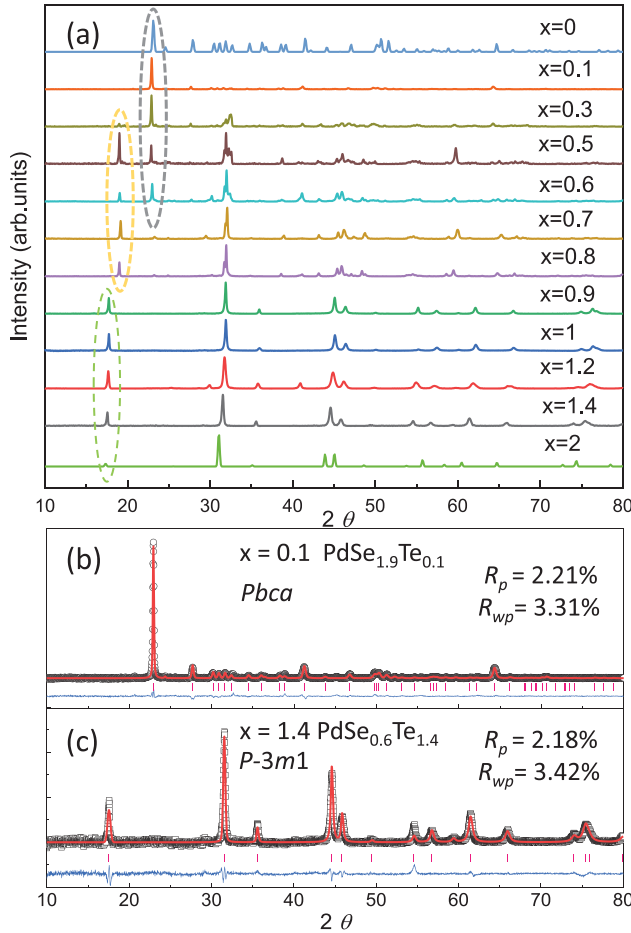 (a)
x=0
x=0.1
x=0.3
x=0.5
x=0.6
x=0.7
x=0.8
x=0.9
x=1
x=1.2
x=1.4
x=2
Intensity (arb.units)
10 20 30 40 50 60 70 80
2 θ
(b)
x = 0.1 PdSe1.9Te0.1
Pbca
Rp = 2.21%
Rwp = 3.31%
(c)
x = 1.4 PdSe0.6Te1.4
P-3m1
Rp = 2.18%
Rwp = 3.42%
10 20 30 40 50 60 70 80
2 θ